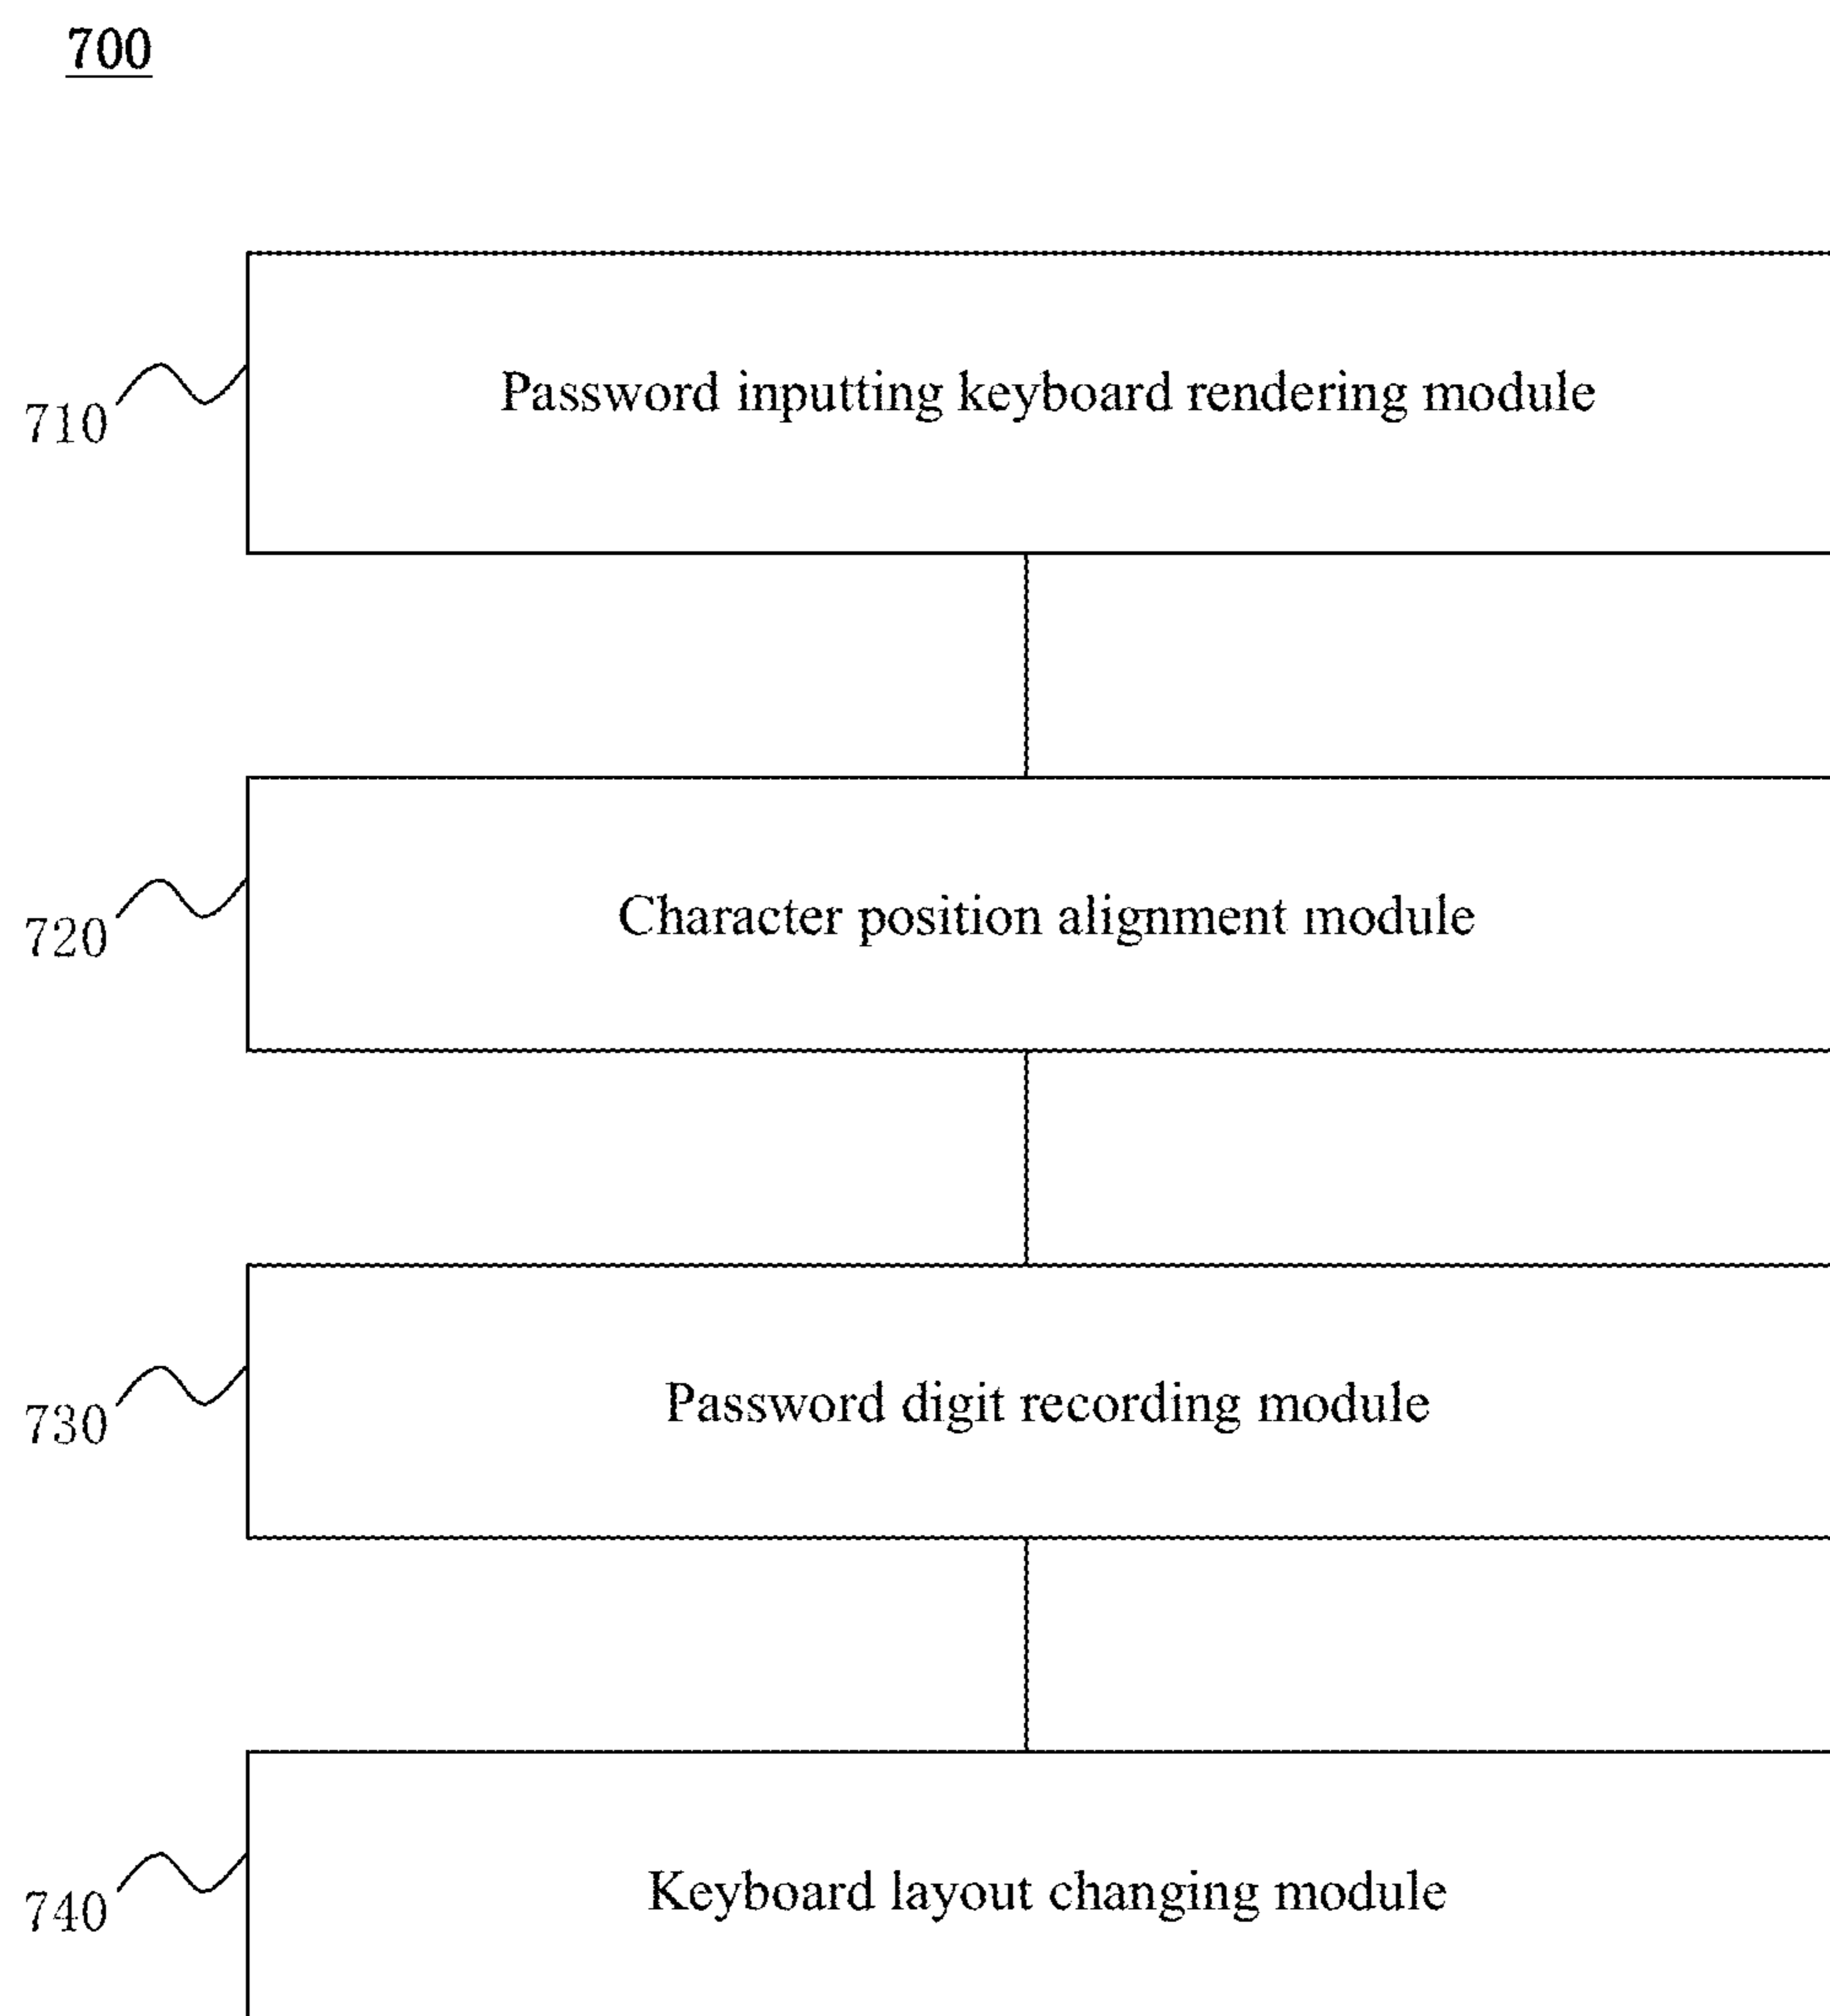 700
Password inputting keyboard rendering module
710
Character position alignment module
720
Password digit recording module
730
Keyboard layout changing module
740